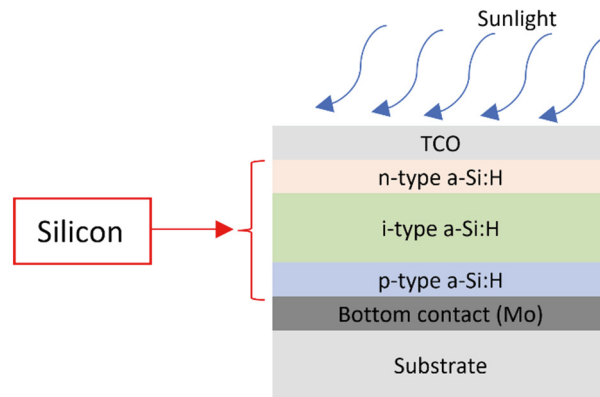 Sunlight
TCO
n-type a-Si:H
i-type a-Si:H
Silicon
p-type a-Si:H
Bottom contact (Mo)
Substrate